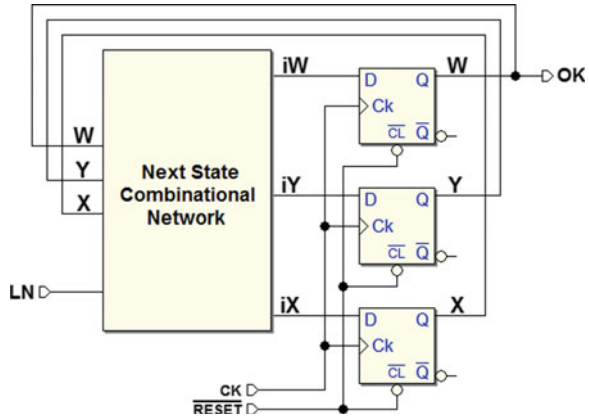 iW
D Q
W
OK
Ck
CL Q
W
Y
X
Next State
Combinational
Network
iY
D Q
Y
Ck
CL Q
LN
iX
D Q
X
Ck
CL Q
CK
RESET